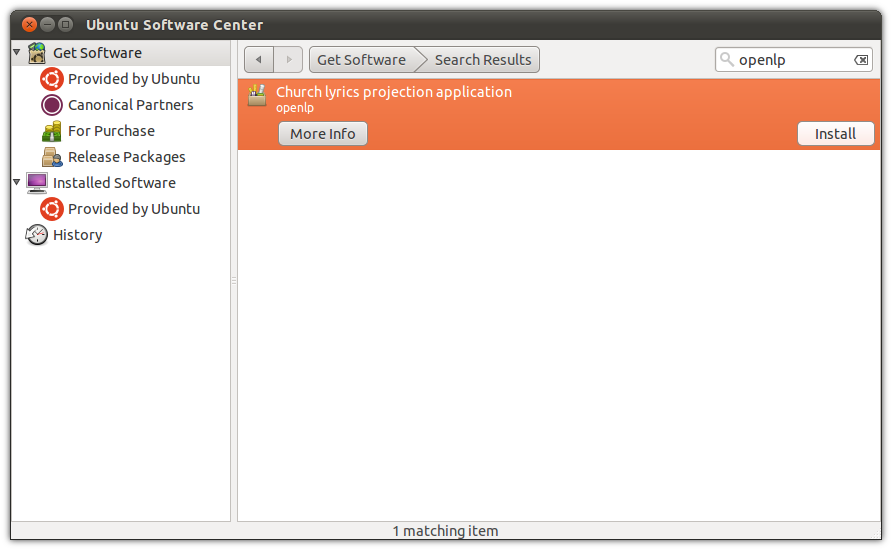 Ubuntu Software Center
Get Software
Provided by Ubuntu
Canonical Partners
For Purchase
Release Packages
Installed Software
Provided by Ubuntu
History
Get Software Search Results
openlp
Church lyrics projection application
openlp
More Info Install
1 matching item